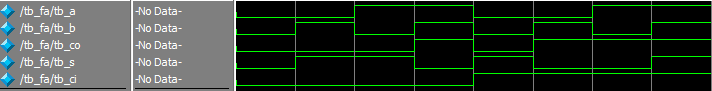 /tb_fa/tb_a -No Data-
/tb_fa/tb_b -No Data-
/tb_fa/tb_co -No Data-
/tb_fa/tb_s -No Data-
/tb_fa/tb_ci -No Data-